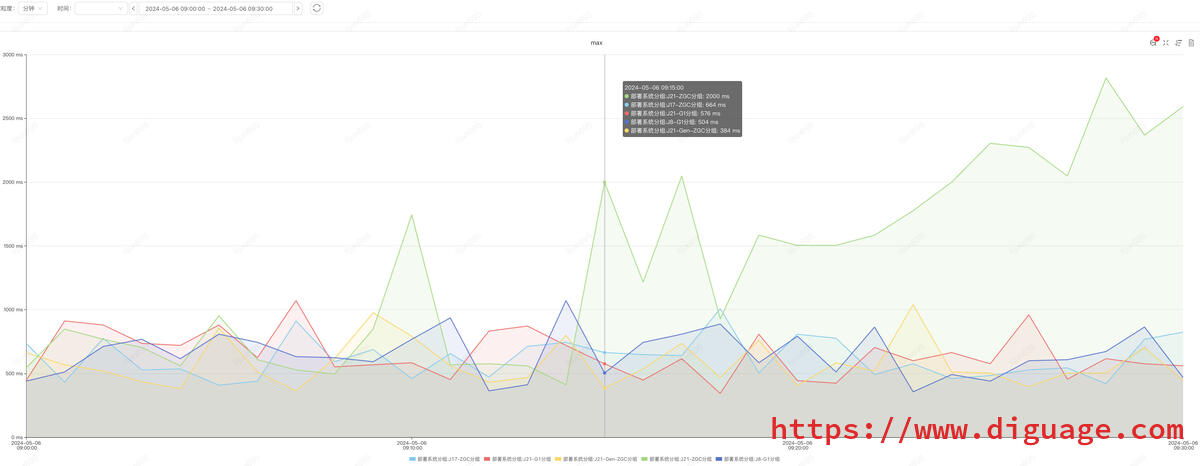 粒度： 分钟 时间： 2024-05-06 09:00:00 ~ 2024-05-06 09:30:00
max
3000 ms
2024-05-06 09:15:00
部署系统分组:J21-ZGC分组: 2000 ms
部署系统分组:J17-ZGC分组: 664 ms
部署系统分组:J21-G1分组: 576 ms
部署系统分组:J8-G1分组: 504 ms
部署系统分组:J21-Gen-ZGC分组: 384 ms
2500 ms
2000 ms
1500 ms
1000 ms
500 ms
0 ms
https://www.diguage.com
2024-05-06 09:00:00
2024-05-06 09:10:00
2024-05-06 09:20:00
2024-05-06 09:30:00
部署系统分组:J17-ZGC分组 部署系统分组:J21-G1分组 部署系统分组:J21-Gen-ZGC分组 部署系统分组:J21-ZGC分组 部署系统分组:J8-G1分组